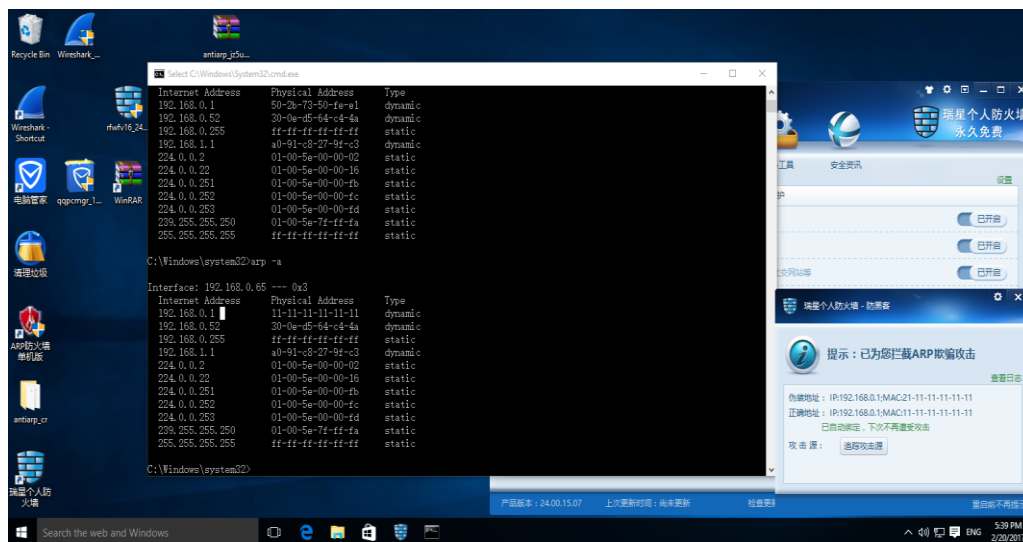 Recycle Bin
Wireshark_...
antiarp_jz5u...
Wireshark - Shortcut
rfwfv16_24...
电脑管家
qqpcmgr_1...
WinRAR
清理垃圾
ARP防火墙
单机版
antiarp_cr
瑞星个人防
火墙
Select C:\Windows\System32\cmd.exe
Internet Address Physical Address Type
192.168.0.1 50-2b-73-50-fe-e1 dynamic
192.168.0.52 30-0e-d5-64-c4-4a dynamic
192.168.0.255 ff-ff-ff-ff-ff-ff static
192.168.1.1 a0-91-c8-27-9f-c3 dynamic
224.0.0.2 01-00-5e-00-00-02 static
224.0.0.22 01-00-5e-00-00-16 static
224.0.0.251 01-00-5e-00-00-fb static
224.0.0.252 01-00-5e-00-00-fc static
224.0.0.253 01-00-5e-00-00-fd static
239.255.255.250 01-00-5e-7f-ff-fa static
255.255.255.255 ff-ff-ff-ff-ff-ff static
C:\Windows\system32>arp -a
Interface: 192.168.0.65 --- 0x3
Internet Address Physical Address Type
192.168.0.1 11-11-11-11-11-11 dynamic
192.168.0.52 30-0e-d5-64-c4-4a dynamic
192.168.0.255 ff-ff-ff-ff-ff-ff static
192.168.1.1 a0-91-c8-27-9f-c3 dynamic
224.0.0.2 01-00-5e-00-00-02 static
224.0.0.22 01-00-5e-00-00-16 static
224.0.0.251 01-00-5e-00-00-fb static
224.0.0.252 01-00-5e-00-00-fc static
224.0.0.253 01-00-5e-00-00-fd static
239.255.255.250 01-00-5e-7f-ff-fa static
255.255.255.255 ff-ff-ff-ff-ff-ff static
C:\Windows\system32>
瑞星个人防火墙
永久免费
工具 安全资讯
设置
护
已开启
已开启
交网站等 已开启
瑞星个人防火墙 - 防黑客
提示：已为您拦截ARP欺骗攻击
查看日志
伪装地址： IP:192.168.0.1;MAC:21-11-11-11-11-11
正确地址： IP:192.168.0.1;MAC:11-11-11-11-11-11
已自动绑定，下次不再遭受攻击
攻 击 源： 追踪攻击源
产品版本：24.00.15.07 上次更新时间：尚未更新 检查更新
重启前不再提示
Search the web and Windows
ENG
5:39 PM
2/20/2017